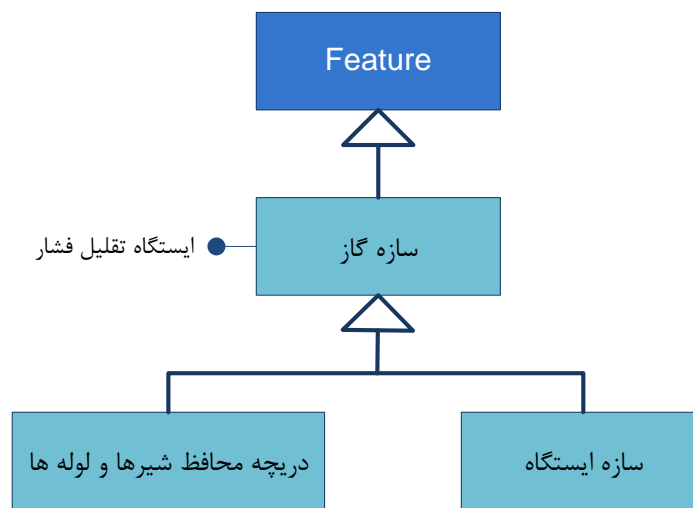 Feature
سازه گاز
ایستگاه تقلیل فشار
سازه ایستگاه
دریچه محافظ شیرها و لوله ها